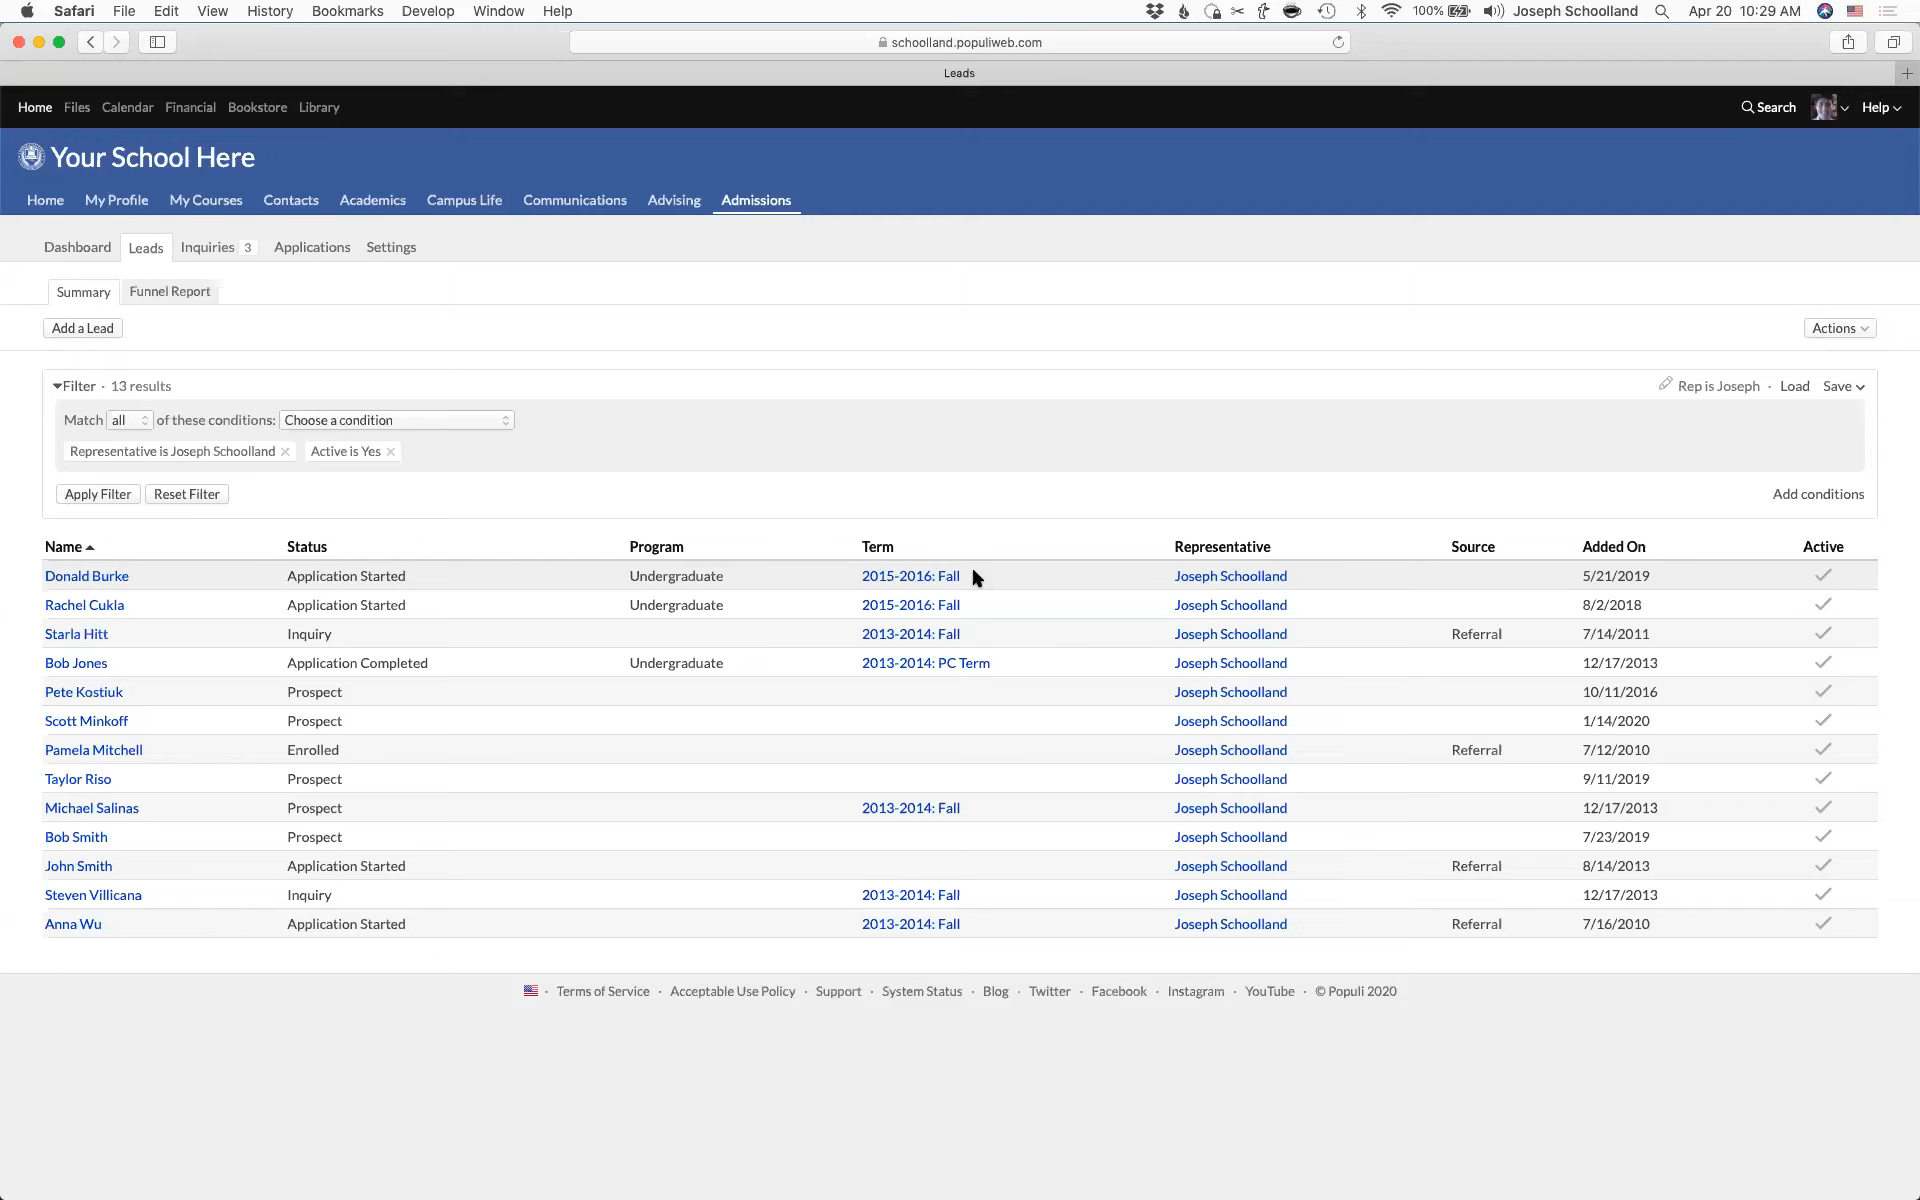 Safari File Edit View History Bookmarks Develop Window Help 100% Joseph Schoolland Apr 20 10:29 AM
schoolland.populiweb.com
Leads
Home Files Calendar Financial Bookstore Library Search Help
Your School Here
Home My Profile My Courses Contacts Academics Campus Life Communications Advising Admissions
Dashboard Leads Inquiries 3 Applications Settings
Summary Funnel Report
Add a Lead Actions
Filter · 13 results Rep is Joseph · Load Save
Match all of these conditions: Choose a condition
Representative is Joseph Schoolland Active is Yes
Apply Filter Reset Filter Add conditions
Name Status Program Term Representative Source Added On Active
Donald Burke Application Started Undergraduate 2015-2016: Fall Joseph Schoolland 5/21/2019
Rachel Cukla Application Started Undergraduate 2015-2016: Fall Joseph Schoolland 8/2/2018
Starla Hitt Inquiry 2013-2014: Fall Joseph Schoolland Referral 7/14/2011
Bob Jones Application Completed Undergraduate 2013-2014: PC Term Joseph Schoolland 12/17/2013
Pete Kostiuk Prospect Joseph Schoolland 10/11/2016
Scott Minkoff Prospect Joseph Schoolland 1/14/2020
Pamela Mitchell Enrolled Joseph Schoolland Referral 7/12/2010
Taylor Riso Prospect Joseph Schoolland 9/11/2019
Michael Salinas Prospect 2013-2014: Fall Joseph Schoolland 12/17/2013
Bob Smith Prospect Joseph Schoolland 7/23/2019
John Smith Application Started Joseph Schoolland Referral 8/14/2013
Steven Villicana Inquiry 2013-2014: Fall Joseph Schoolland 12/17/2013
Anna Wu Application Started 2013-2014: Fall Joseph Schoolland Referral 7/16/2010
· Terms of Service · Acceptable Use Policy · Support · System Status · Blog · Twitter · Facebook · Instagram · YouTube · © Populi 2020